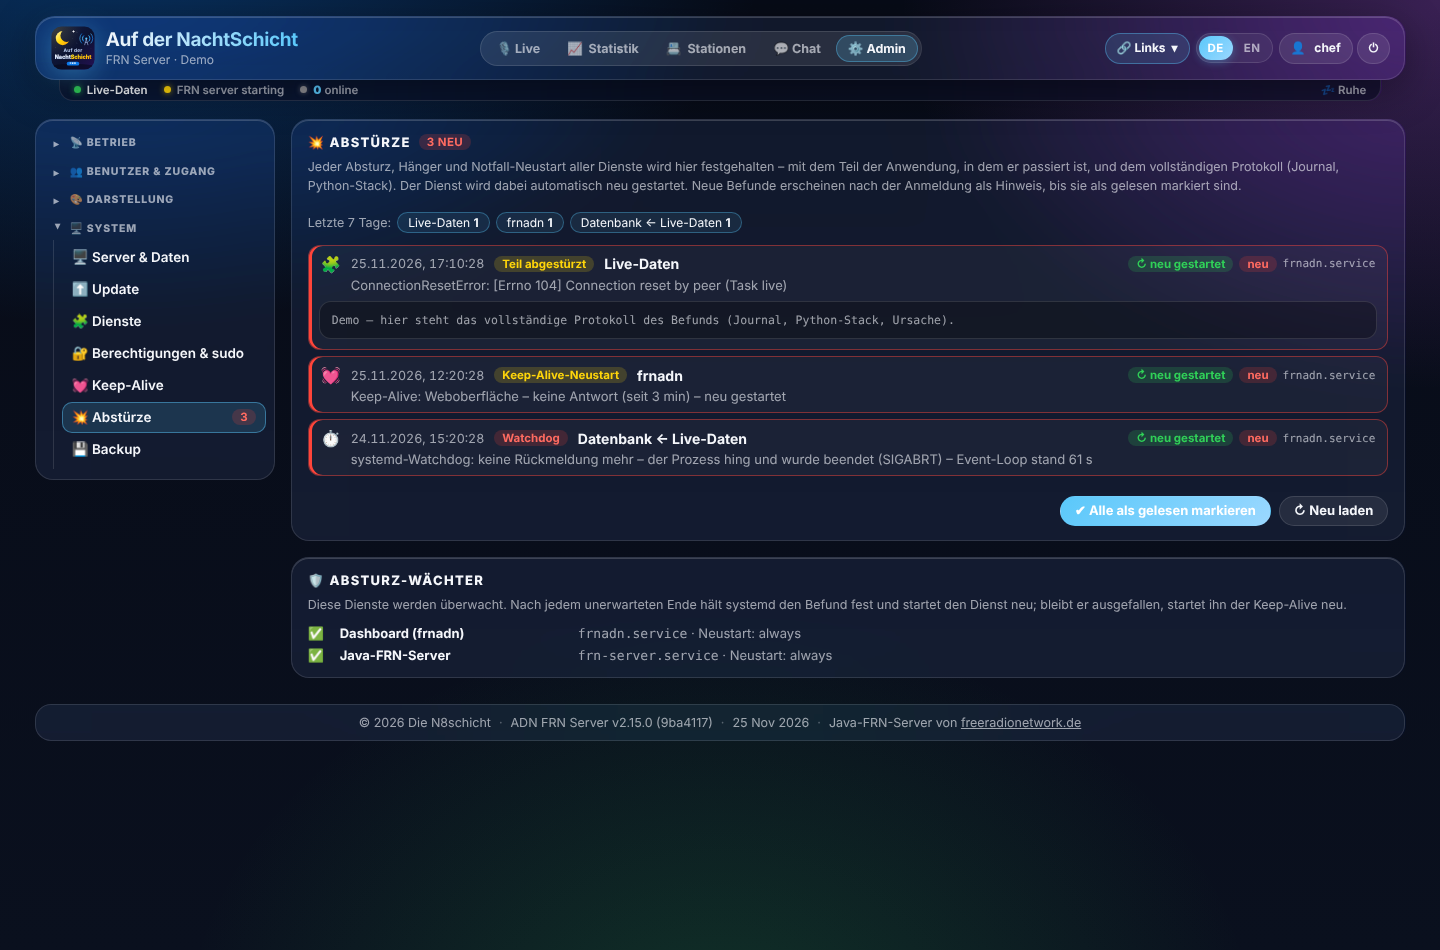 Auf der NachtSchicht
FRN Server · Demo
Live
Statistik
Stationen
Chat
Admin
Links ▾
DE
EN
chef
Live-Daten
FRN server starting
0 online
Ruhe
BETRIEB
BENUTZER & ZUGANG
DARSTELLUNG
SYSTEM
Server & Daten
Update
Dienste
Berechtigungen & sudo
Keep-Alive
Abstürze 3
Backup
ABSTÜRZE 3 NEU
Jeder Absturz, Hänger und Notfall-Neustart aller Dienste wird hier festgehalten – mit dem Teil der Anwendung, in dem er passiert ist, und dem vollständigen Protokoll (Journal,
Python-Stack). Der Dienst wird dabei automatisch neu gestartet. Neue Befunde erscheinen nach der Anmeldung als Hinweis, bis sie als gelesen markiert sind.
Letzte 7 Tage: Live-Daten 1 frnadn 1 Datenbank ← Live-Daten 1
25.11.2026, 17:10:28 Teil abgestürzt Live-Daten ↻ neu gestartet neu frnadn.service
ConnectionResetError: [Errno 104] Connection reset by peer (Task live)
Demo – hier steht das vollständige Protokoll des Befunds (Journal, Python-Stack, Ursache).
25.11.2026, 12:20:28 Keep-Alive-Neustart frnadn ↻ neu gestartet neu frnadn.service
Keep-Alive: Weboberfläche – keine Antwort (seit 3 min) – neu gestartet
24.11.2026, 15:20:28 Watchdog Datenbank ← Live-Daten ↻ neu gestartet neu frnadn.service
systemd-Watchdog: keine Rückmeldung mehr – der Prozess hing und wurde beendet (SIGABRT) – Event-Loop stand 61 s
✔ Alle als gelesen markieren
↻ Neu laden
ABSTURZ-WÄCHTER
Diese Dienste werden überwacht. Nach jedem unerwarteten Ende hält systemd den Befund fest und startet den Dienst neu; bleibt er ausgefallen, startet ihn der Keep-Alive neu.
Dashboard (frnadn) frnadn.service · Neustart: always
Java-FRN-Server frn-server.service · Neustart: always
© 2026 Die N8schicht · ADN FRN Server v2.15.0 (9ba4117) · 25 Nov 2026 · Java-FRN-Server von freeradionetwork.de